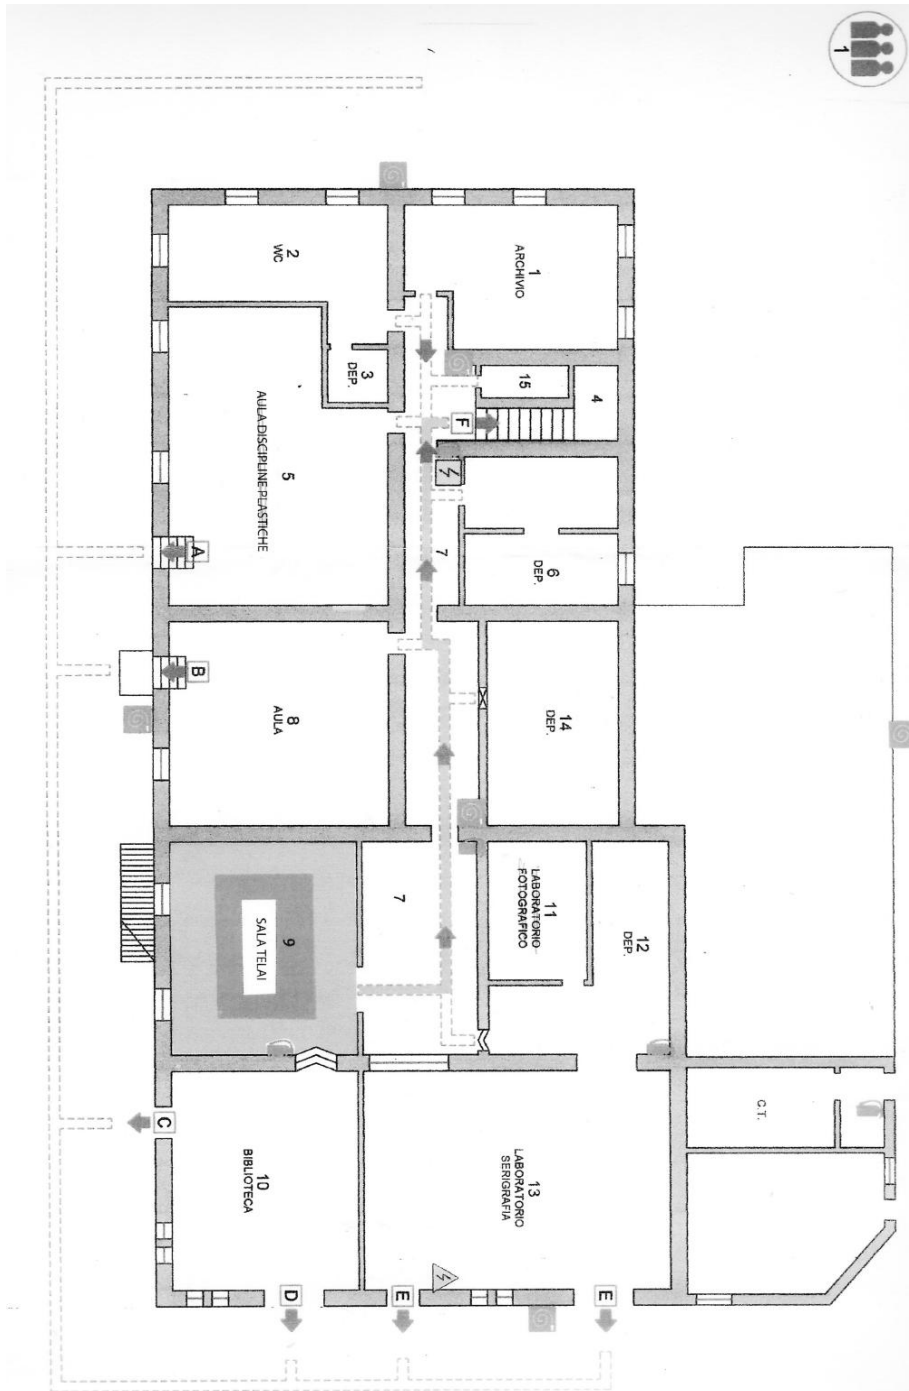 1
2
WC
1
ARCHIVIO
3
DEP.
15
4
F
5
AULA DISCIPLINE PLASTICHE
7
6
DEP.
A
B
8
AULA
14
DEP.
7
11
LABORATORIO
FOTOGRAFICO
12
DEP.
9
SALA TELAI
C
10
BIBLIOTECA
13
LABORATORIO
SERIGRAFIA
C.T.
D
E
E